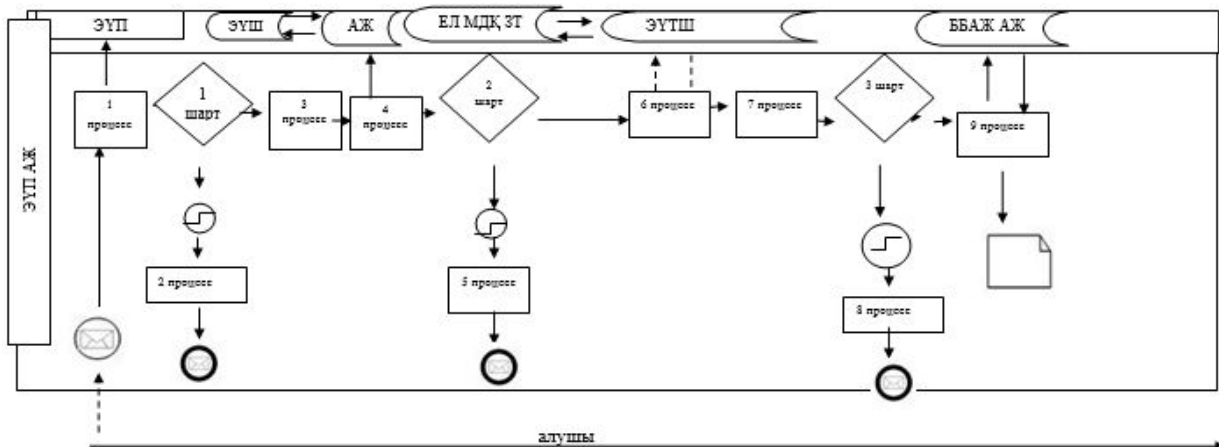 ЭҮП
ЭҮШ
АЖ
ЕЛ МДҚ ЗТ
ЭҮТШ
ББАЖ АЖ
ЭҮП АЖ
1
процесс
1
шарт
3
процесс
4
процесс
2
шарт
6 процесс
7 процесс
3 шарт
9 процесс
2 процесс
5 процесс
8 процесс
алушы